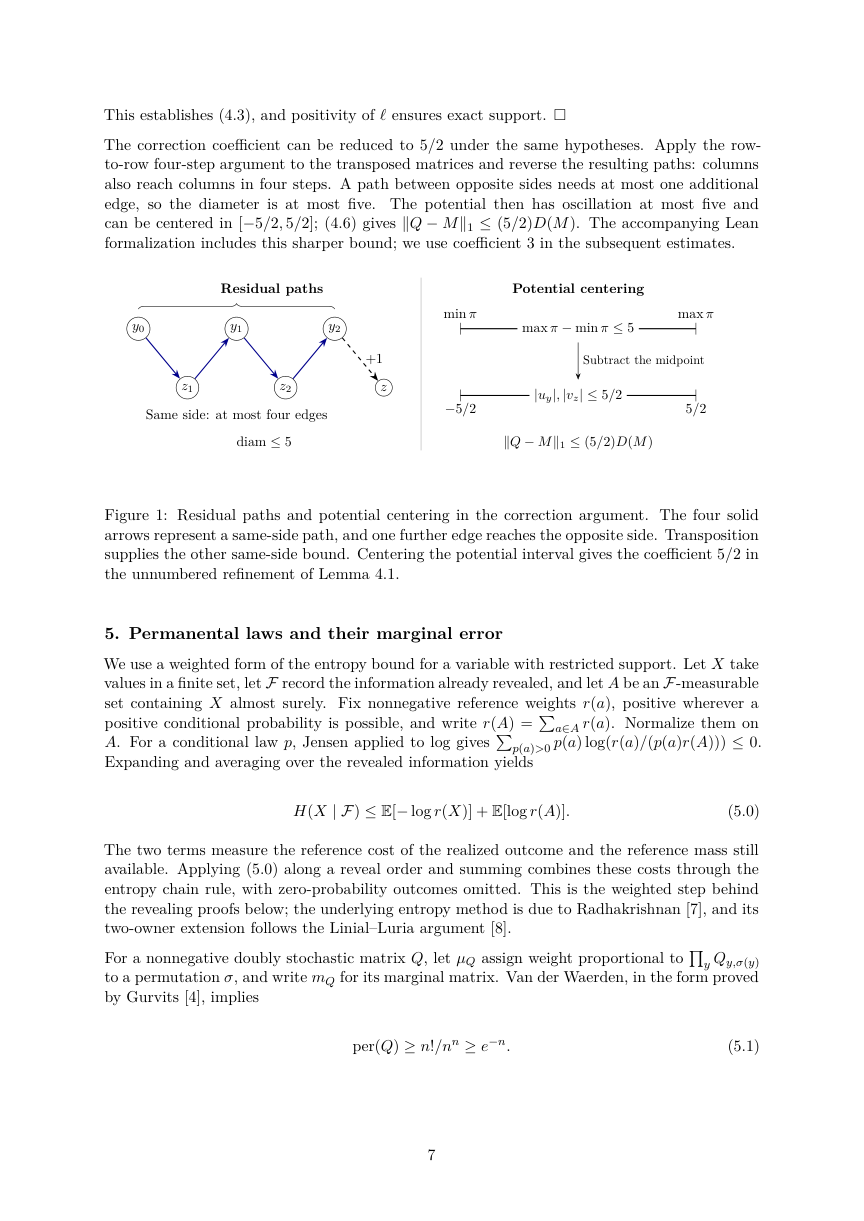 This establishes (4.3), and positivity of ℓ ensures exact support. □
The correction coefficient can be reduced to 5/2 under the same hypotheses. Apply the row-
to-row four-step argument to the transposed matrices and reverse the resulting paths: columns
also reach columns in four steps. A path between opposite sides needs at most one additional
edge, so the diameter is at most five. The potential then has oscillation at most five and
can be centered in [−5/2, 5/2]; (4.6) gives ‖Q − M‖₁ ≤ (5/2)D(M). The accompanying Lean
formalization includes this sharper bound; we use coefficient 3 in the subsequent estimates.
Residual paths
y₀ y₁ y₂
+1
z₁ z₂ z
Same side: at most four edges
diam ≤ 5
Potential centering
min π max π
max π − min π ≤ 5
Subtract the midpoint
|u_y|, |v_z| ≤ 5/2
−5/2 5/2
‖Q − M‖₁ ≤ (5/2)D(M)
Figure 1: Residual paths and potential centering in the correction argument. The four solid
arrows represent a same-side path, and one further edge reaches the opposite side. Transposition
supplies the other same-side bound. Centering the potential interval gives the coefficient 5/2 in
the unnumbered refinement of Lemma 4.1.
5. Permanental laws and their marginal error
We use a weighted form of the entropy bound for a variable with restricted support. Let X take
values in a finite set, let ℱ record the information already revealed, and let A be an ℱ-measurable
set containing X almost surely. Fix nonnegative reference weights r(a), positive wherever a
positive conditional probability is possible, and write r(A) = ∑_{a∈A} r(a). Normalize them on
A. For a conditional law p, Jensen applied to log gives ∑_{p(a)>0} p(a) log(r(a)/(p(a)r(A))) ≤ 0.
Expanding and averaging over the revealed information yields
H(X | ℱ) ≤ 𝔼[− log r(X)] + 𝔼[log r(A)]. (5.0)
The two terms measure the reference cost of the realized outcome and the reference mass still
available. Applying (5.0) along a reveal order and summing combines these costs through the
entropy chain rule, with zero-probability outcomes omitted. This is the weighted step behind
the revealing proofs below; the underlying entropy method is due to Radhakrishnan [7], and its
two-owner extension follows the Linial–Luria argument [8].
For a nonnegative doubly stochastic matrix Q, let μ_Q assign weight proportional to ∏_y Q_{y,σ(y)}
to a permutation σ, and write m_Q for its marginal matrix. Van der Waerden, in the form proved
by Gurvits [4], implies
per(Q) ≥ n!/nⁿ ≥ e⁻ⁿ. (5.1)
7